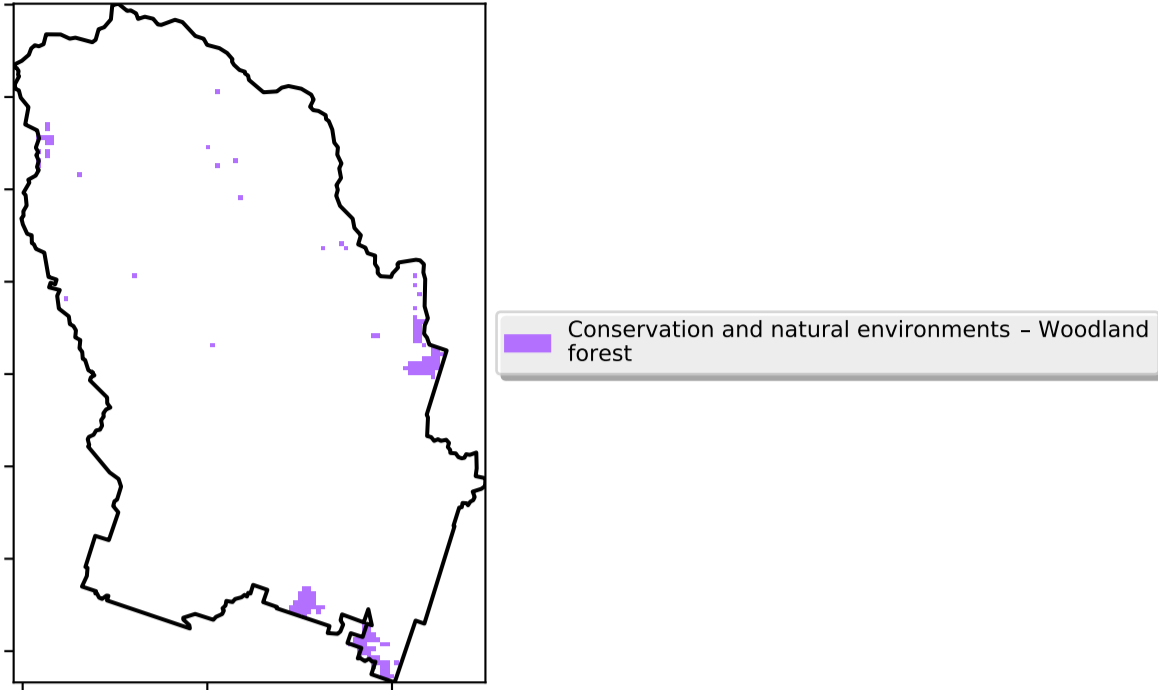 Conservation and natural environments – Woodland
forest